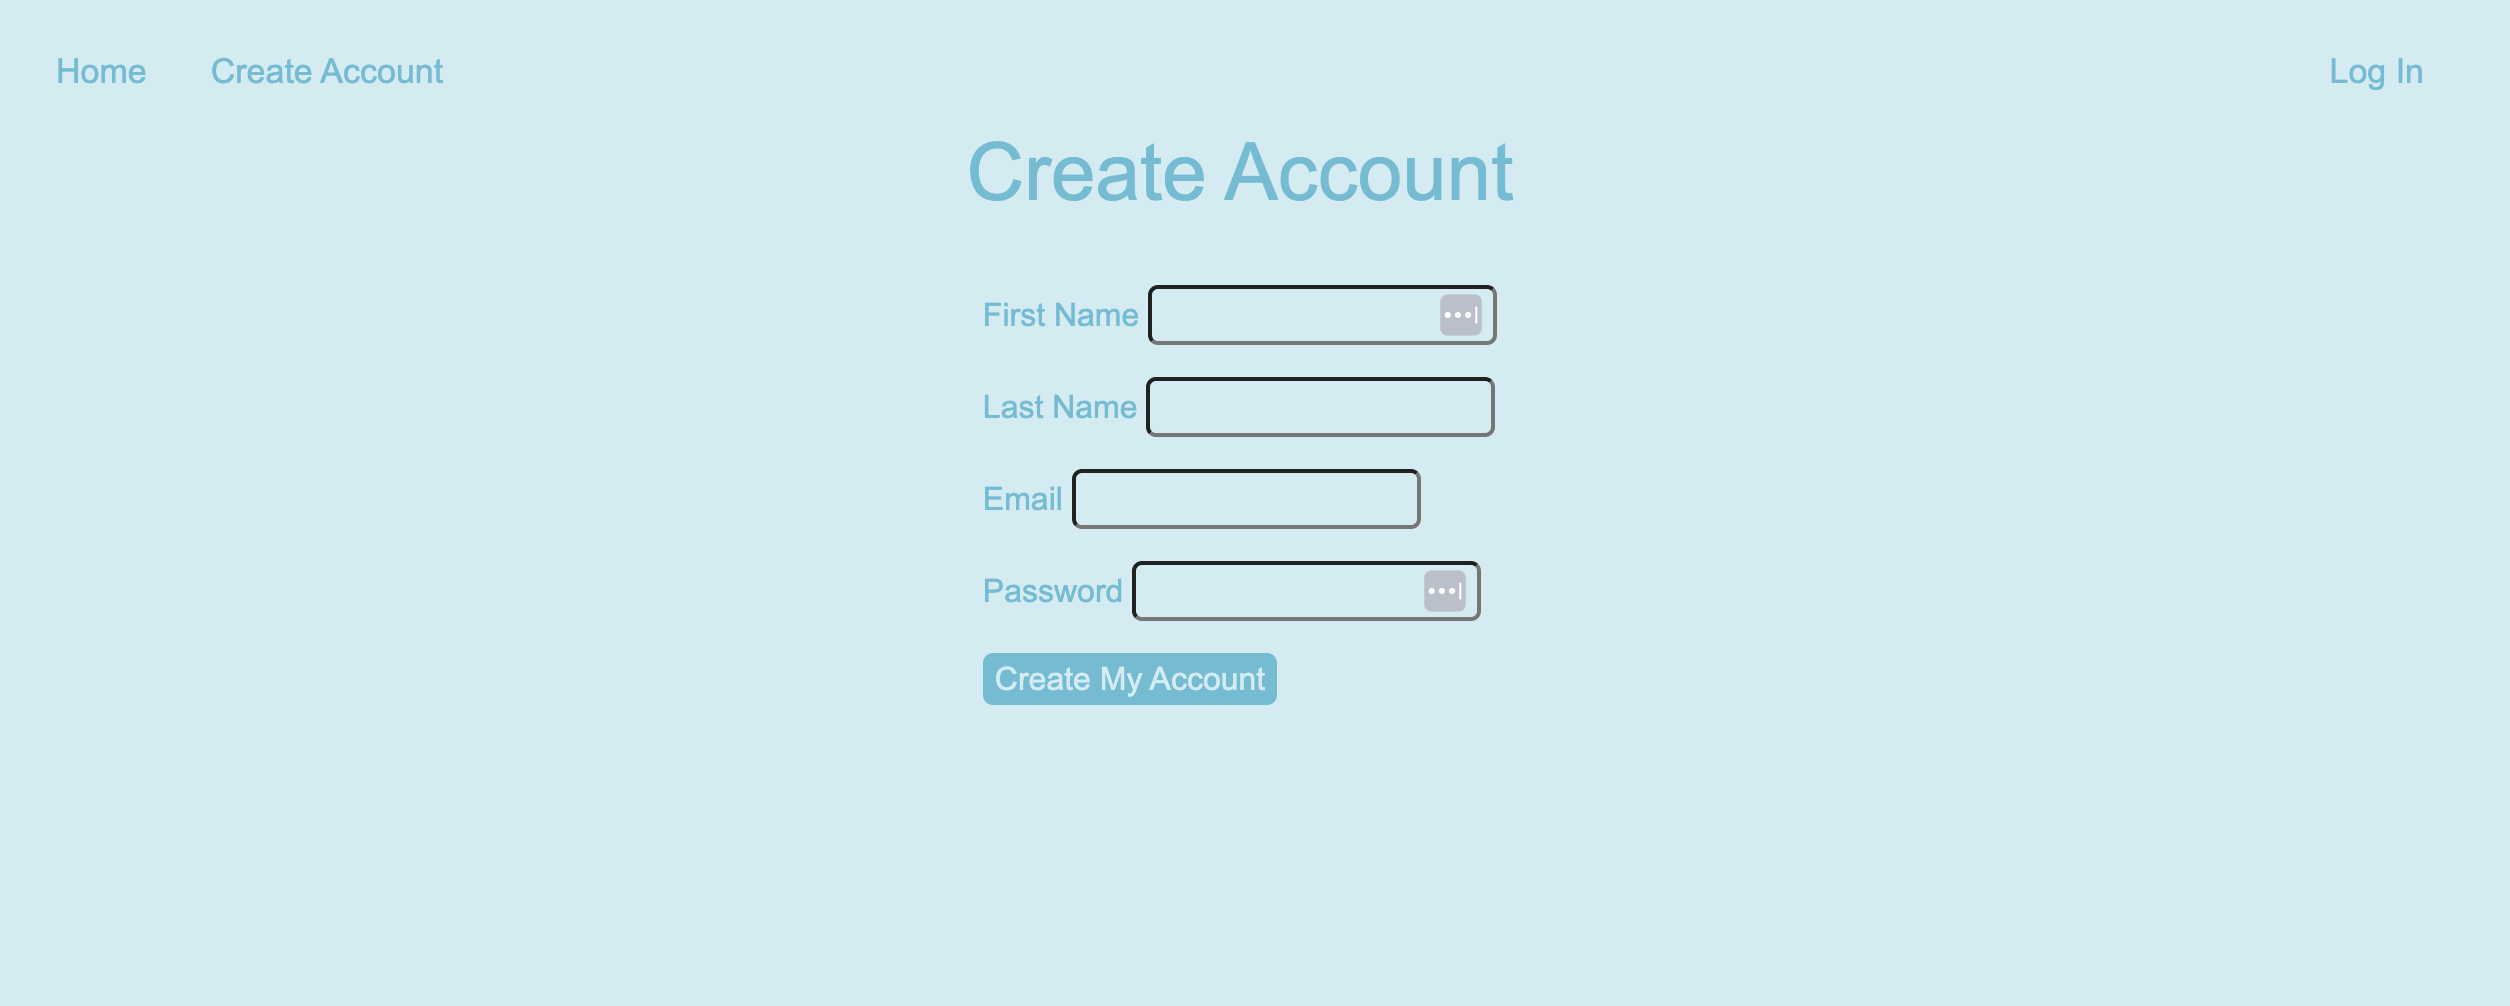 Home Create Account Log In
Create Account
First Name
Last Name
Email
Password
Create My Account